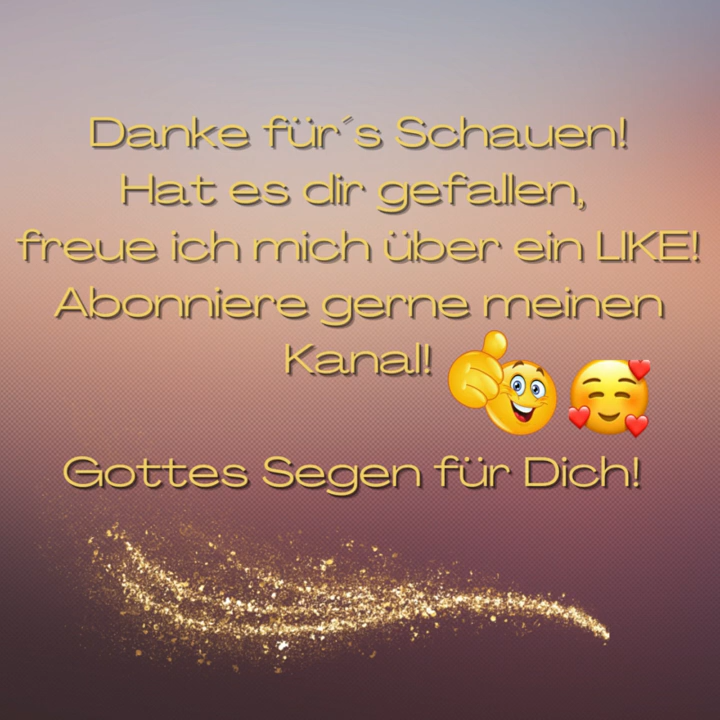 Danke für´s Schauen!
Hat es dir gefallen,
freue ich mich über ein LIKE!
Abonniere gerne meinen
Kanal!
Gottes Segen für Dich!